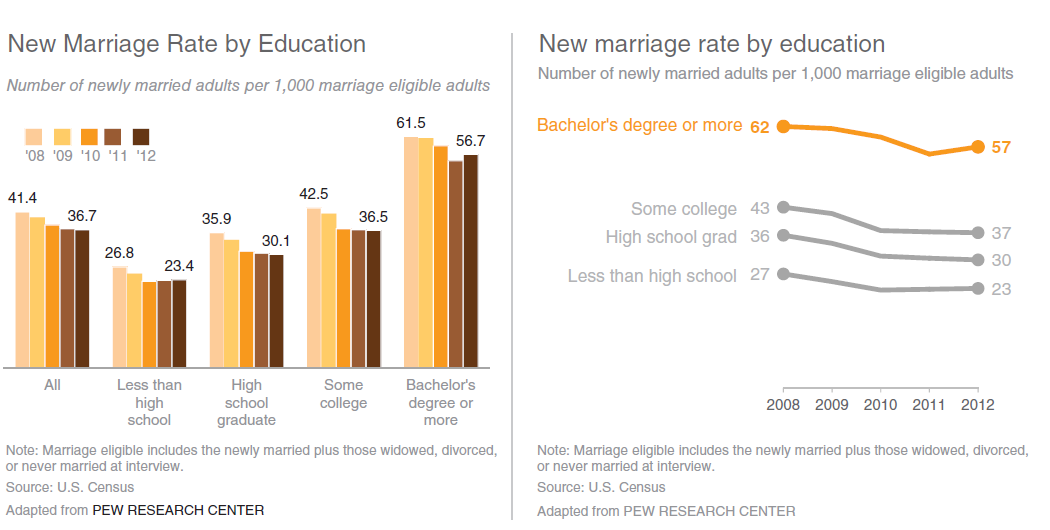 New Marriage Rate by Education
Number of newly married adults per 1,000 marriage eligible adults
'08 '09 '10 '11 '12
41.4
36.7
26.8
23.4
35.9
30.1
42.5
36.5
61.5
56.7
All
Less than
high
school
High
school
graduate
Some
college
Bachelor's
degree or
more
Note: Marriage eligible includes the newly married plus those widowed, divorced,
or never married at interview.
Source: U.S. Census
Adapted from PEW RESEARCH CENTER
New marriage rate by education
Number of newly married adults per 1,000 marriage eligible adults
Bachelor's degree or more 62
57
Some college 43
37
High school grad 36
30
Less than high school 27
23
2008 2009 2010 2011 2012
Note: Marriage eligible includes the newly married plus those widowed, divorced,
or never married at interview.
Source: U.S. Census
Adapted from PEW RESEARCH CENTER